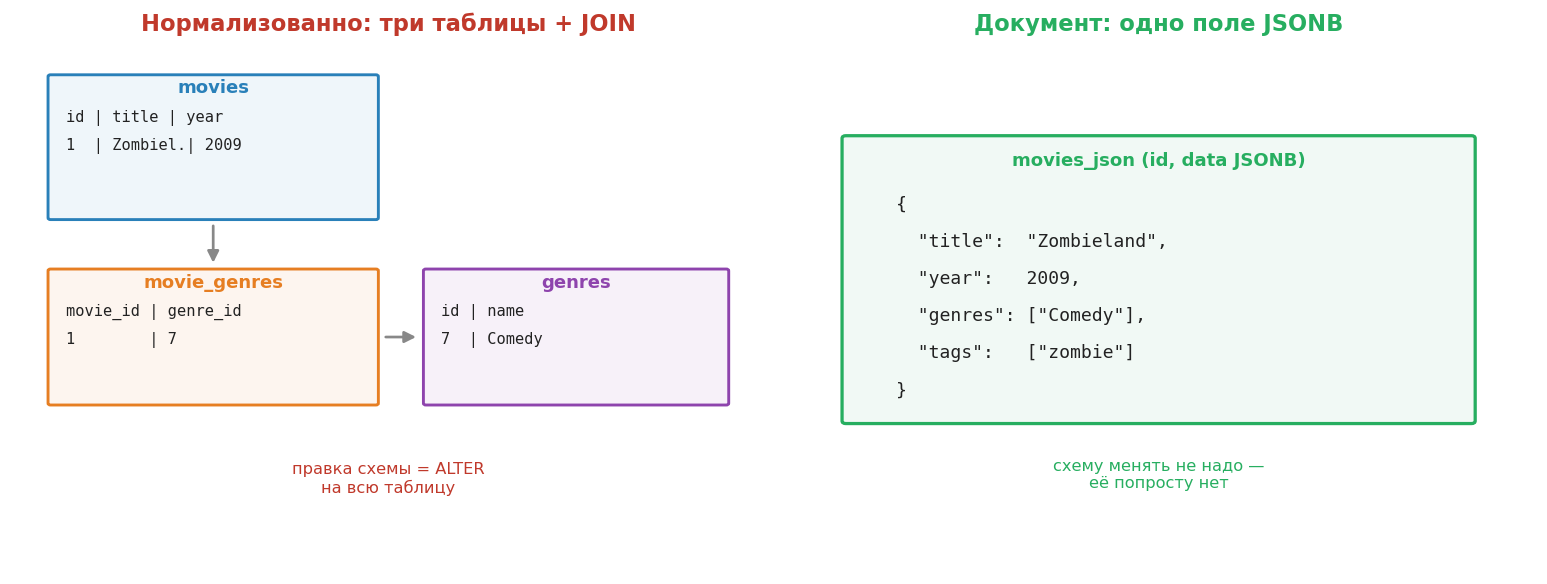 Нормализованно: три таблицы + JOIN
movies
id | title | year
1  | Zombiel.| 2009
movie_genres
movie_id | genre_id
1        | 7
genres
id | name
7  | Comedy
правка схемы = ALTER
на всю таблицу
Документ: одно поле JSONB
movies_json (id, data JSONB)
{
  "title":  "Zombieland",
  "year":   2009,
  "genres": ["Comedy"],
  "tags":   ["zombie"]
}
схему менять не надо —
её попросту нет